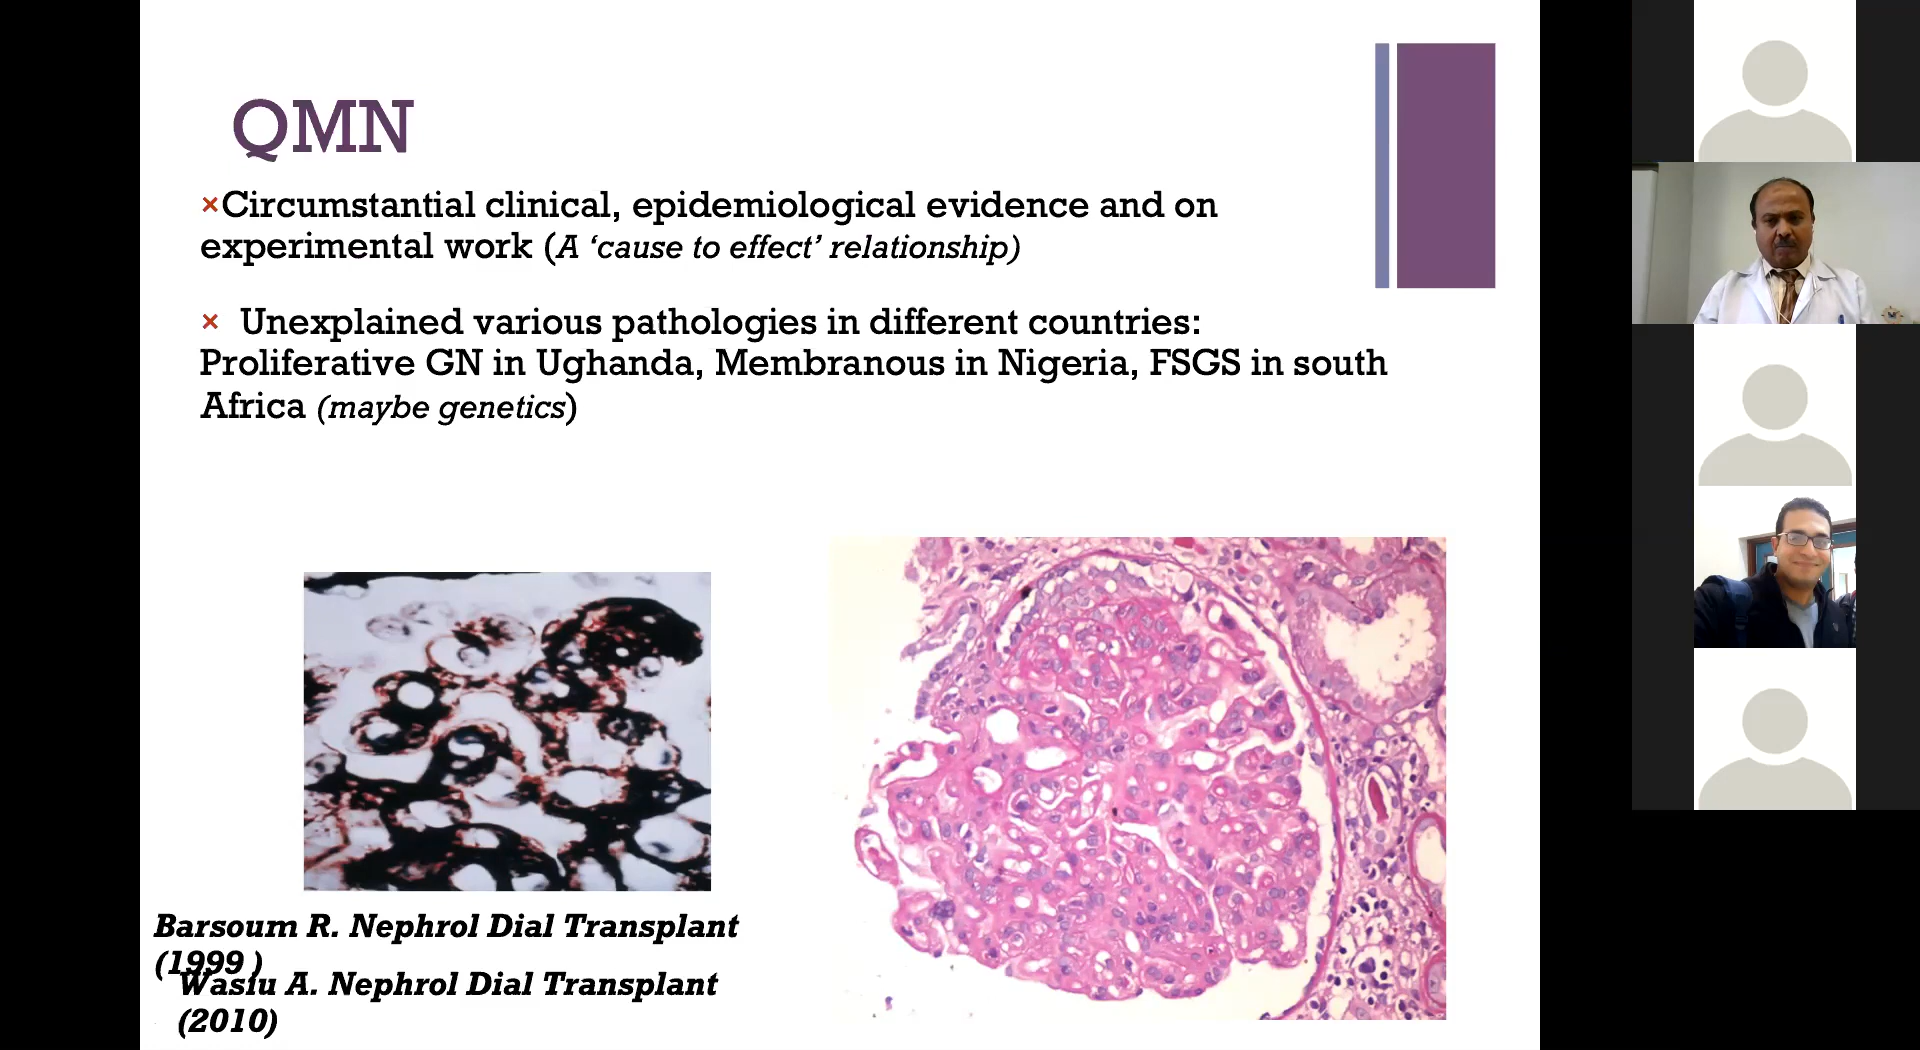 QMN
×Circumstantial clinical, epidemiological evidence and on
experimental work (A ‘cause to effect’ relationship)
× Unexplained various pathologies in different countries:
Proliferative GN in Ughanda, Membranous in Nigeria, FSGS in south
Africa (maybe genetics)
Barsoum R. Nephrol Dial Transplant
(1999 )
Wasiu A. Nephrol Dial Transplant
(2010)